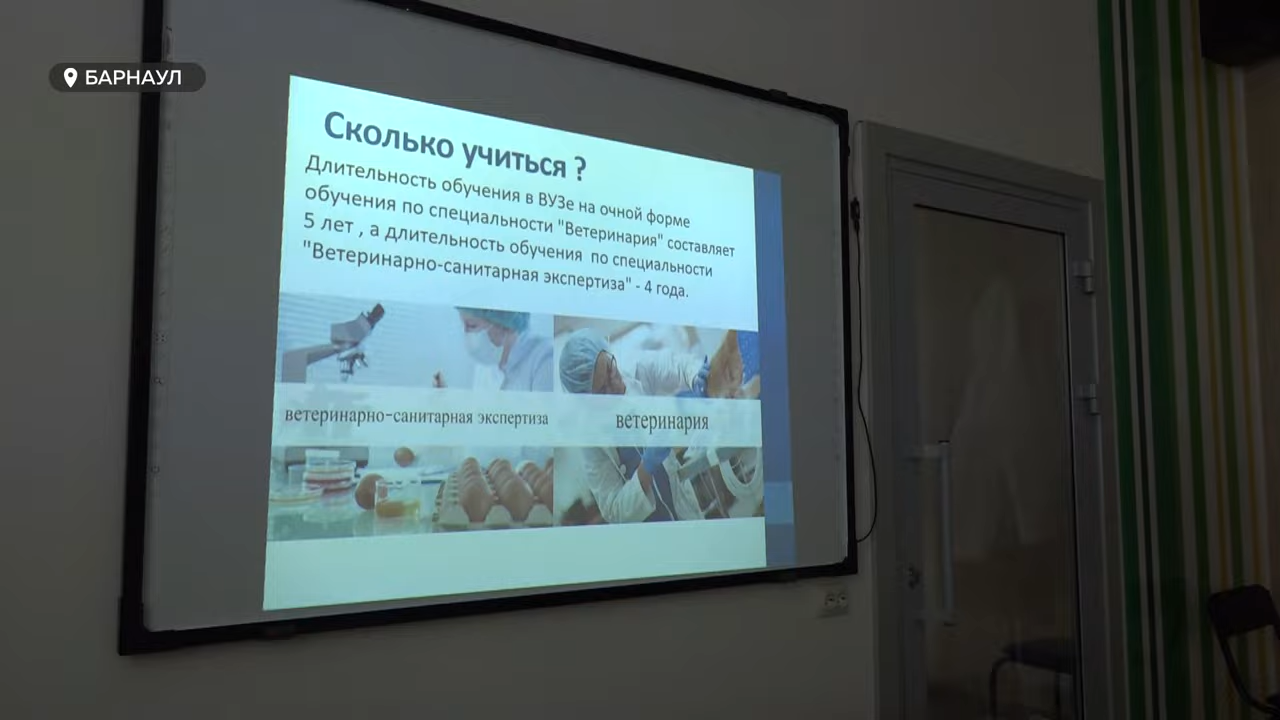 БАРНАУЛ
Сколько учиться ?
Длительность обучения в ВУЗе на очной форме
обучения по специальности "Ветеринария" составляет
5 лет , а длительность обучения по специальности
"Ветеринарно-санитарная экспертиза" - 4 года.
ветеринарно-санитарная экспертиза
ветеринария